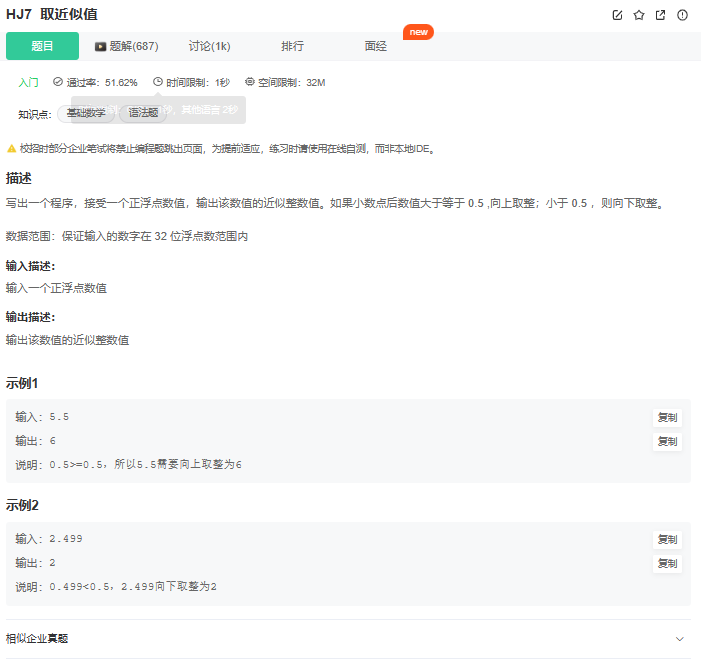 HJ7 取近似值
new
题目 题解(687) 讨论(1k) 排行 面经
入门 通过率：51.62% 时间限制：1秒 空间限制：32M
知识点： 基础数学 语法题 其他语言2秒
校招时部分企业笔试将禁止编程题跳出页面，为提前适应，练习时请使用在线自测，而非本地IDE。
描述
写出一个程序，接受一个正浮点数值，输出该数值的近似整数值。如果小数点后数值大于等于 0.5 ,向上取整；小于 0.5 ，则向下取整。
数据范围：保证输入的数字在 32 位浮点数范围内
输入描述：
输入一个正浮点数值
输出描述：
输出该数值的近似整数值
示例1
输入：5.5 复制
输出：6 复制
说明：0.5>=0.5，所以5.5需要向上取整为6
示例2
输入：2.499 复制
输出：2 复制
说明：0.499<0.5，2.499向下取整为2
相似企业真题